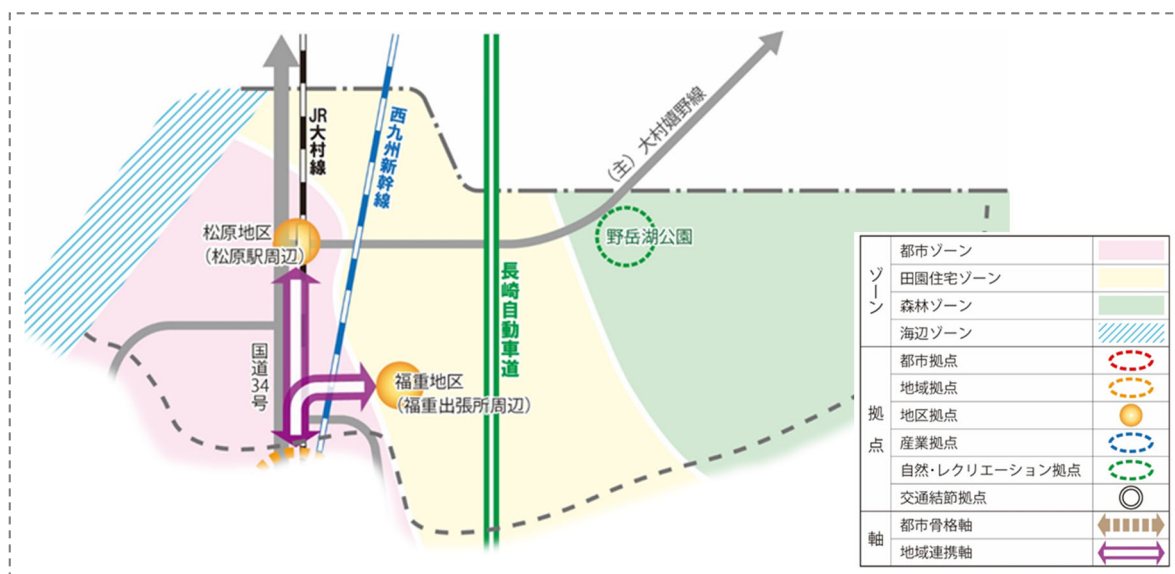 JR大村線
西九州新幹線
（主）大村嬉野線
松原地区
（松原駅周辺）
野岳湖公園
長崎自動車道
国道34号
福重地区
（福重出張所周辺）
ゾーン
都市ゾーン
田園住宅ゾーン
森林ゾーン
海辺ゾーン
拠点
都市拠点
地域拠点
地区拠点
産業拠点
自然・レクリエーション拠点
交通結節拠点
軸
都市骨格軸
地域連携軸